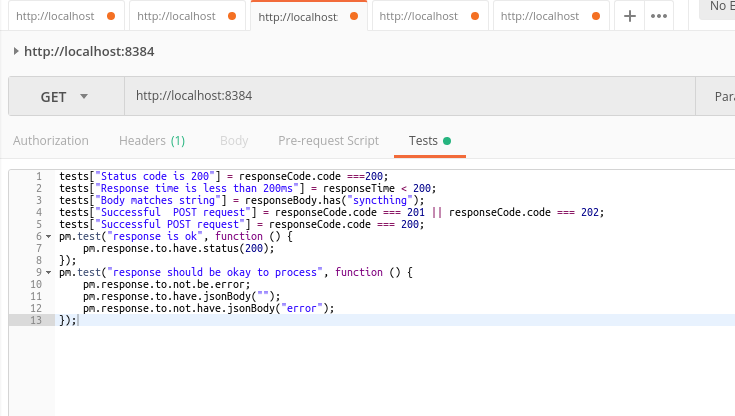 http://localhost http://localhost http://localhost http://localhost http://localhost + ••• No E
http://localhost:8384
GET http://localhost:8384 Para
Authorization Headers (1) Body Pre-request Script Tests
1 tests["Status code is 200"] = responseCode.code ===200;
2 tests["Response time is less than 200ms"] = responseTime < 200;
3 tests["Body matches string"] = responseBody.has("syncthing");
4 tests["Successful  POST request"] = responseCode.code === 201 || responseCode.code === 202;
5 tests["Successful POST request"] = responseCode.code === 200;
6 pm.test("response is ok", function () {
7     pm.response.to.have.status(200);
8 });
9 pm.test("response should be okay to process", function () {
10     pm.response.to.not.be.error;
11     pm.response.to.have.jsonBody("");
12     pm.response.to.not.have.jsonBody("error");
13 });